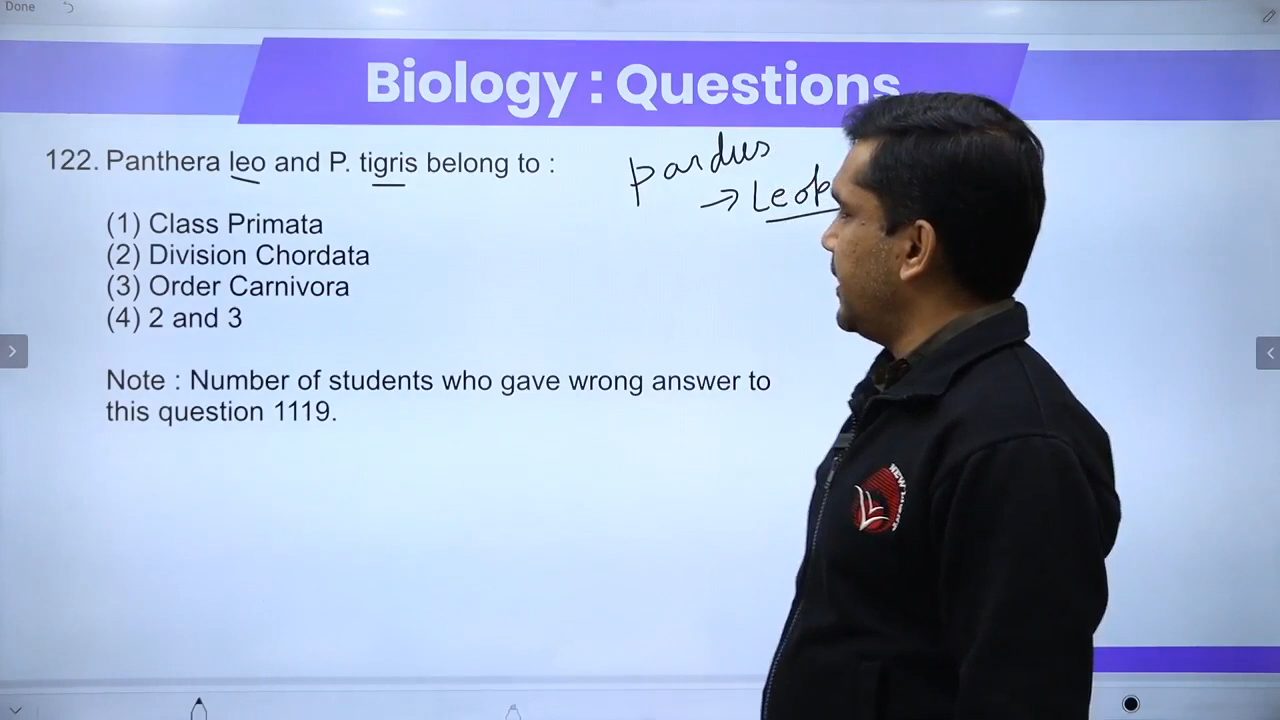 Done
Biology : Questions
122. Panthera leo and P. tigris belong to :
pardus
(1) Class Primata
(2) Division Chordata
(3) Order Carnivora
(4) 2 and 3
Note : Number of students who gave wrong answer to
this question 1119.